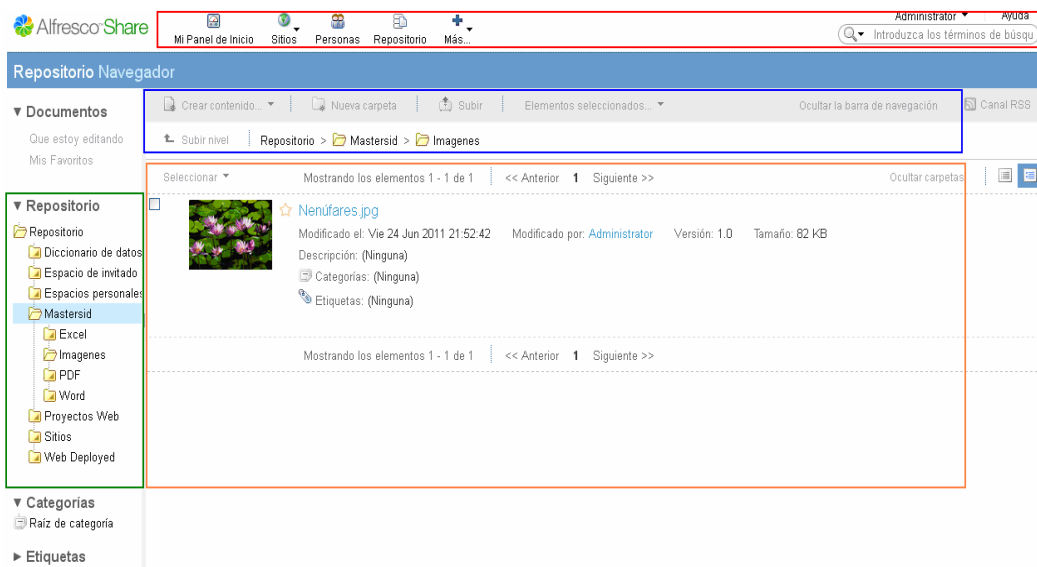 Alfresco Share
Mi Panel de Inicio Sitios Personas Repositorio Más...
Administrator Ayuda
Introduzca los términos de búsqu
Repositorio Navegador
Documentos
Que estoy editando
Mis Favoritos
Repositorio
Repositorio
Diccionario de datos
Espacio de invitado
Espacios personales
Mastersid
Excel
Imagenes
PDF
Word
Proyectos Web
Sitios
Web Deployed
Categorías
Raíz de categoría
Etiquetas
Crear contenido... Nueva carpeta Subir Elementos seleccionados... Ocultar la barra de navegación Canal RSS
Subir nivel Repositorio > Mastersid > Imagenes
Seleccionar Mostrando los elementos 1 - 1 de 1 << Anterior 1 Siguiente >> Ocultar carpetas
Nenúfares.jpg
Modificado el: Vie 24 Jun 2011 21:52:42 Modificado por: Administrator Versión: 1.0 Tamaño: 82 KB
Descripción: (Ninguna)
Categorías: (Ninguna)
Etiquetas: (Ninguna)
Mostrando los elementos 1 - 1 de 1 << Anterior 1 Siguiente >>